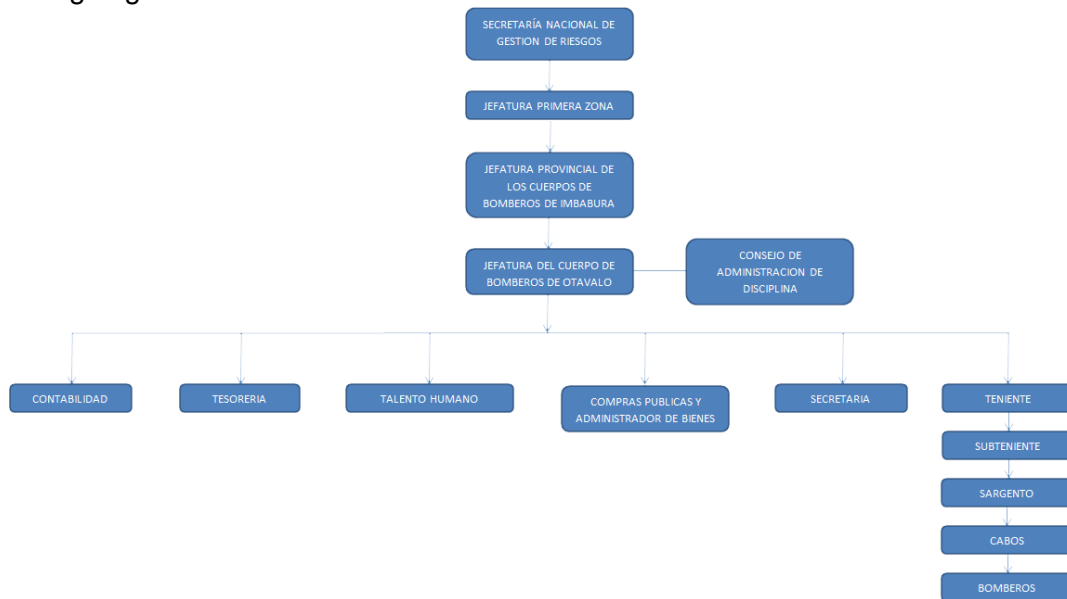 SECRETARÍA NACIONAL DE
GESTION DE RIESGOS
JEFATURA PRIMERA ZONA
JEFATURA PROVINCIAL DE
LOS CUERPOS DE
BOMBEROS DE IMBABURA
JEFATURA DEL CUERPO DE
BOMBEROS DE OTAVALO
CONSEJO DE
ADMINISTRACION DE
DISCIPLINA
CONTABILIDAD
TESORERIA
TALENTO HUMANO
COMPRAS PUBLICAS Y
ADMINISTRADOR DE BIENES
SECRETARIA
TENIENTE
SUBTENIENTE
SARGENTO
CABOS
BOMBEROS